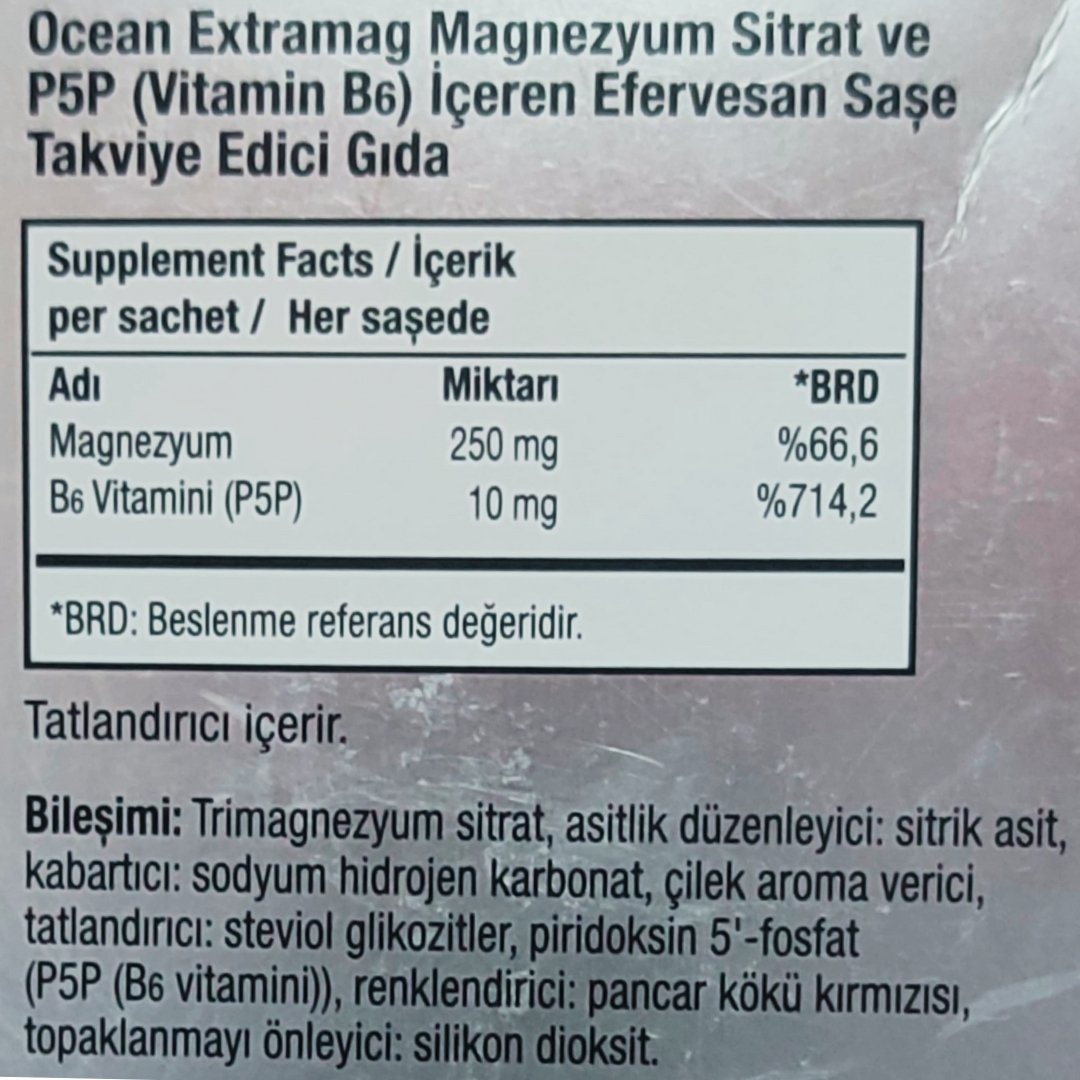 Ocean Extramag Magnezyum Sitrat ve
P5P (Vitamin B6) İçeren Efervesan Saşe
Takviye Edici Gıda
Supplement Facts / İçerik
per sachet / Her saşede
Adı Miktarı *BRD
Magnezyum 250 mg %66,6
B6 Vitamini (P5P) 10 mg %714,2
*BRD: Beslenme referans değeridir.
Tatlandırıcı içerir.
Bileşimi: Trimagnezyum sitrat, asitlik düzenleyici: sitrik asit,
kabartıcı: sodyum hidrojen karbonat, çilek aroma verici,
tatlandırıcı: steviol glikozitler, piridoksin 5'-fosfat
(P5P (B6 vitamini)), renklendirici: pancar kökü kırmızısı,
topaklanmayı önleyici: silikon dioksit.